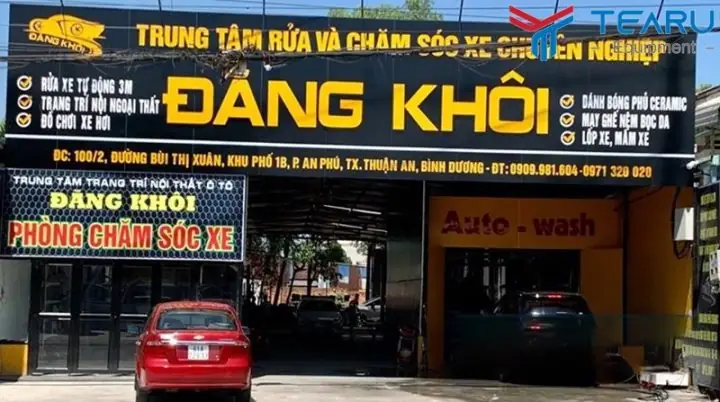 TEARU
Equipment
ĐĂNG KHÔI
TRUNG TÂM RỬA VÀ CHĂM SÓC XE CHUYÊN NGHIỆP
RỬA XE TỰ ĐỘNG 3M
TRANG TRÍ NỘI NGOẠI THẤT
ĐỒ CHƠI XE HƠI
ĐĂNG KHÔI
ĐÁNH BÓNG PHỦ CERAMIC
MAY GHẾ NỆM BỌC DA
LỐP XE, MÂM XE
ĐC: 100/2, ĐƯỜNG BÙI THỊ XUÂN, KHU PHỐ 1B, P. AN PHÚ, TX. THUẬN AN, BÌNH DƯƠNG - ĐT: 0909.981.604-0971 320 020
TRUNG TÂM TRANG TRÍ NỘI THẤT Ô TÔ
ĐĂNG KHÔI
PHÒNG CHĂM SÓC XE
Auto - wash